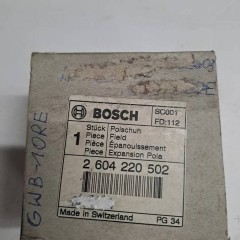 BOSCH
SC001
FD:112
1
Stück Polschuh
Piece Field
Pièce Épanouissement
Pieza Expansion Pola
2 604 220 502
Made in Switzerland
PG 34
GWB 10RE